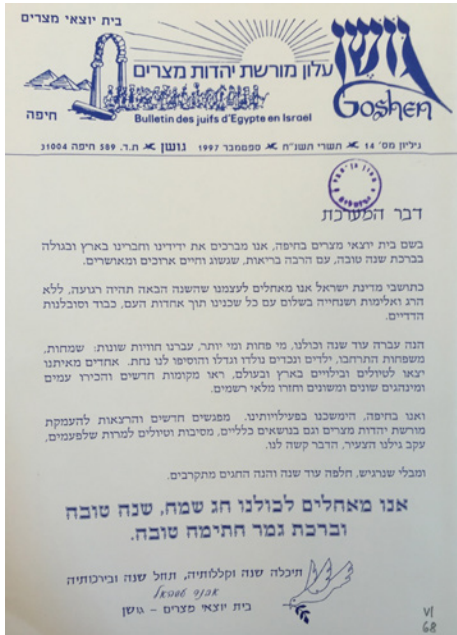 בית יוצאי מצרים
גושן
עלון מורשת יהדות מצרים
Goshen
Bulletin des juifs d'Egypte en Israel
חיפה
גיליון מס' 14 תשרי תשנ"ח ספטמבר 1997 גושן ת.ד. 589 חיפה 31004
דבר המערכת
בשם בית יוצאי מצרים בחיפה, אנו מברכים את ידידינו וחברינו בארץ ובגולה
בברכת שנה טובה, עם הרבה בריאות, שגשוג וחיים ארוכים ומאושרים.
כתושבי מדינת ישראל אנו מאחלים לעצמנו שהשנה הבאה תהיה רגועה, ללא
הרג ואלימות ושנחייה בשלום עם כל שכנינו תוך אחדות העם, כבוד וסובלנות
הדדיים.
הנה עברה עוד שנה וכולנו, מי פחות ומי יותר, עברנו חוויות שונות: שמחות,
משפחות התרחבו, ילדים ונכדים נולדו וגדלו והוסיפו לנו נחת. אחדים מאיתנו
יצאו לטיולים ובילויים בארץ ובעולם, ראו מקומות חדשים והכירו עמים
ומינהגים שונים ומשונים וחזרו מלאי רשמים.
ואנו בחיפה, הימשכנו בפעילויותינו. מפגשים חדשים והרצאות להעמקת
מורשת יהדות מצרים וגם בנושאים כלליים, מסיבות וטיולים למרות שלפעמים,
עקב גילנו הצעיר, הדבר קשה לנו.
ומבלי שנרגיש, חלפה עוד שנה והנה החגים מתקרבים.
אנו מאחלים לכולנו חג שמח, שנה טובה
וברכת גמר חתימה טובה.
תיכלה שנה וקללותיה, תחל שנה ובירכותיה
בית יוצאי מצרים - גושן
VI
68